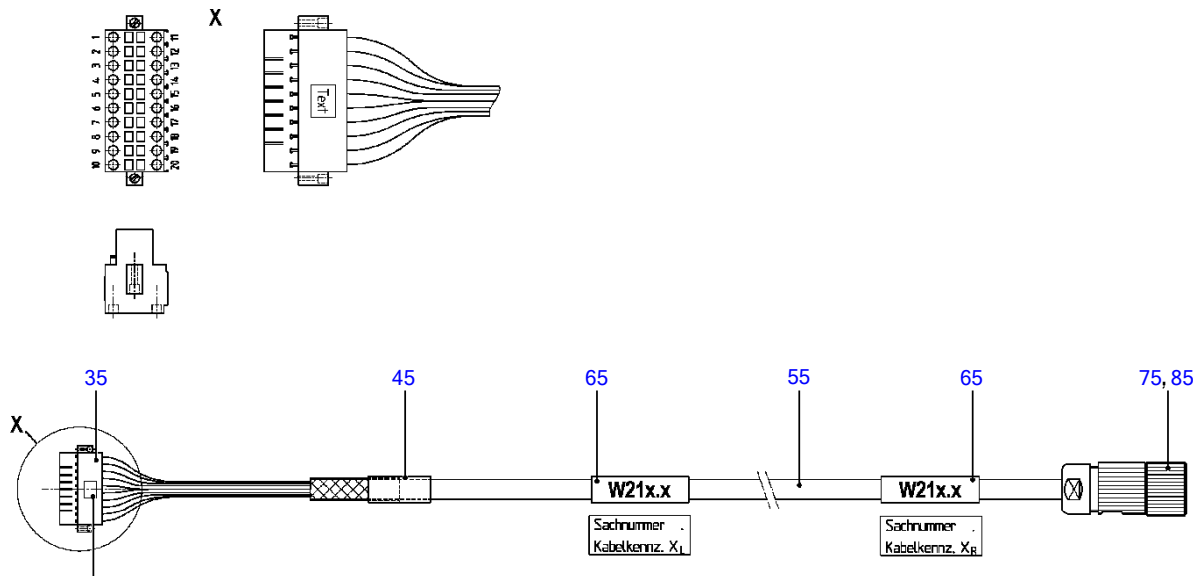 X
1 11
2 12
3 13
4 14
5 15
6 16
7 17
8 18
9 19
10 20
Text
35 45 65 55 65 75, 85
X
W21x.x W21x.x
Sachnummer . Sachnummer .
Kabelkennz. XL Kabelkennz. XR